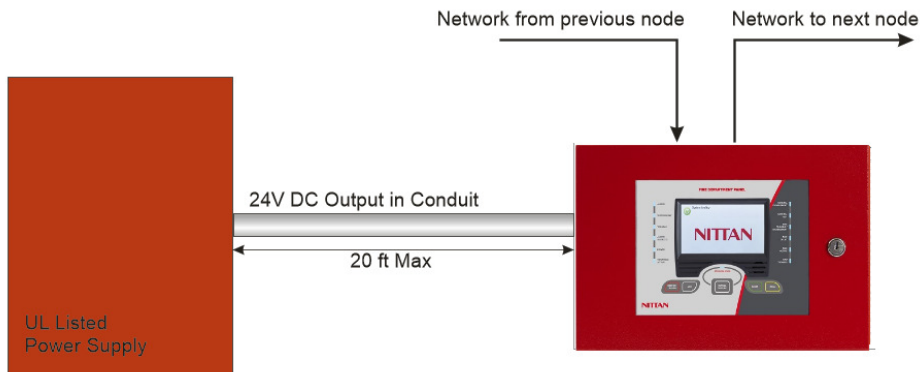 Network from previous node
Network to next node
24V DC Output in Conduit
20 ft Max
UL Listed
Power Supply
FIRE DEPARTMENT PANEL
NITTAN
NITTAN